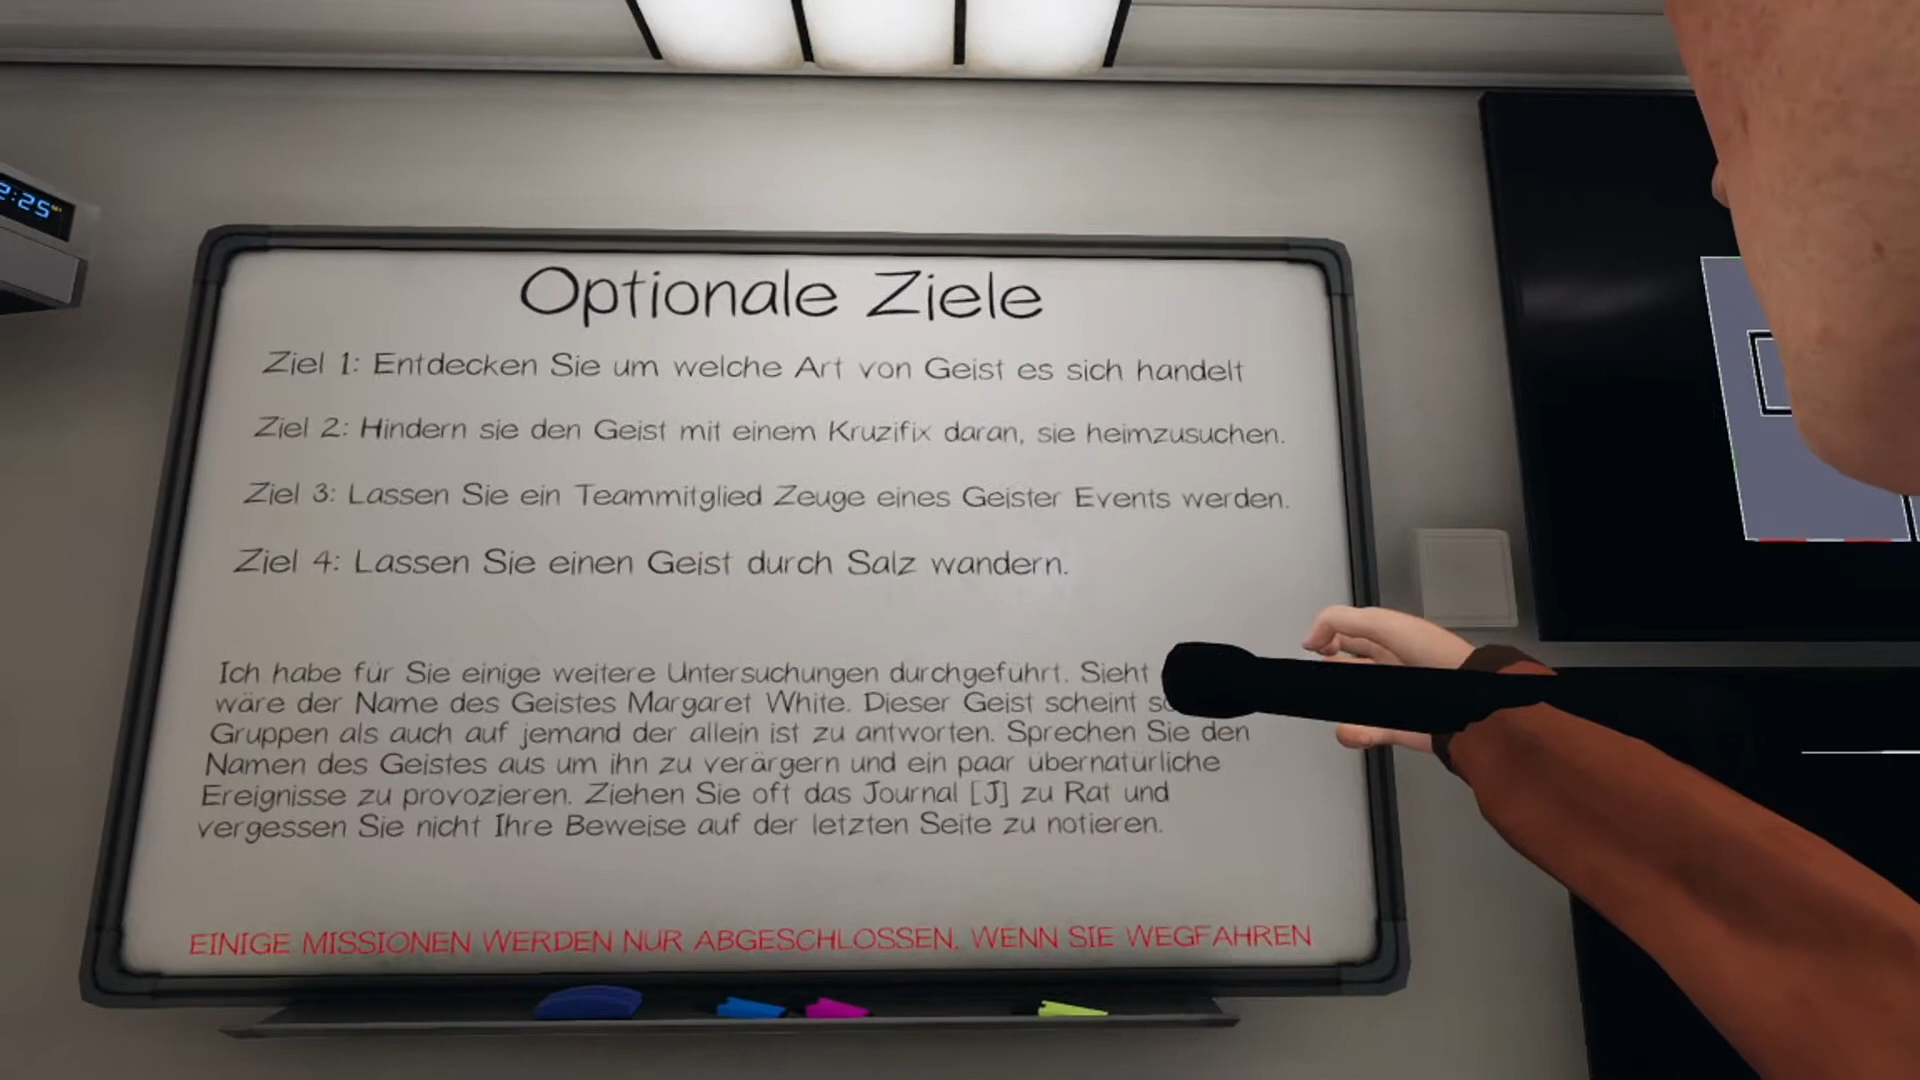 2:25
Optionale Ziele
Ziel 1: Entdecken Sie um welche Art von Geist es sich handelt
Ziel 2: Hindern sie den Geist mit einem Kruzifix daran, sie heimzusuchen.
Ziel 3: Lassen Sie ein Teammitglied Zeuge eines Geister Events werden.
Ziel 4: Lassen Sie einen Geist durch Salz wandern.
Ich habe für Sie einige weitere Untersuchungen durchgeführt. Sieht
wäre der Name des Geistes Margaret White. Dieser Geist scheint
Gruppen als auch auf jemand der allein ist zu antworten. Sprechen Sie den
Namen des Geistes aus um ihn zu verärgern und ein paar übernatürliche
Ereignisse zu provozieren. Ziehen Sie oft das Journal [J] zu Rat und
vergessen Sie nicht Ihre Beweise auf der letzten Seite zu notieren.
EINIGE MISSIONEN WERDEN NUR ABGESCHLOSSEN, WENN SIE WEGFAHREN